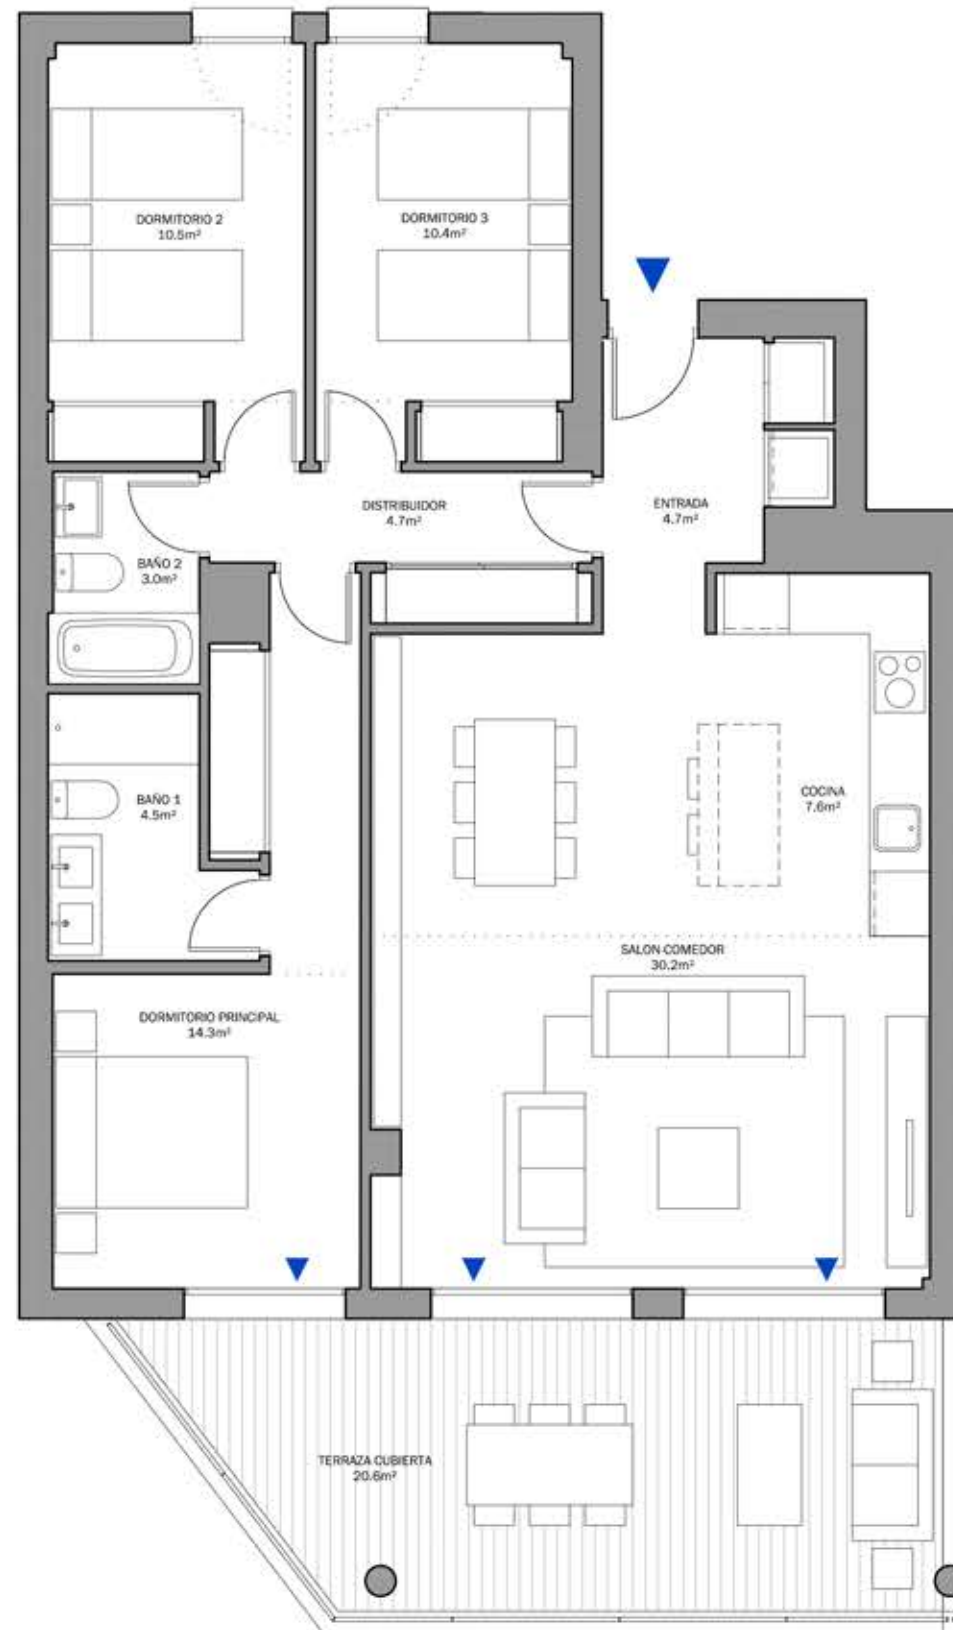 DORMITORIO 2
10.5m²
DORMITORIO 3
10.4m²
DISTRIBUIDOR
4.7m²
ENTRADA
4.7m²
BAÑO 2
3.0m²
BAÑO 1
4.5m²
COCINA
7.6m²
SALON COMEDOR
30.2m²
DORMITORIO PRINCIPAL
14.3m²
TERRAZA CUBIERTA
20.6m²